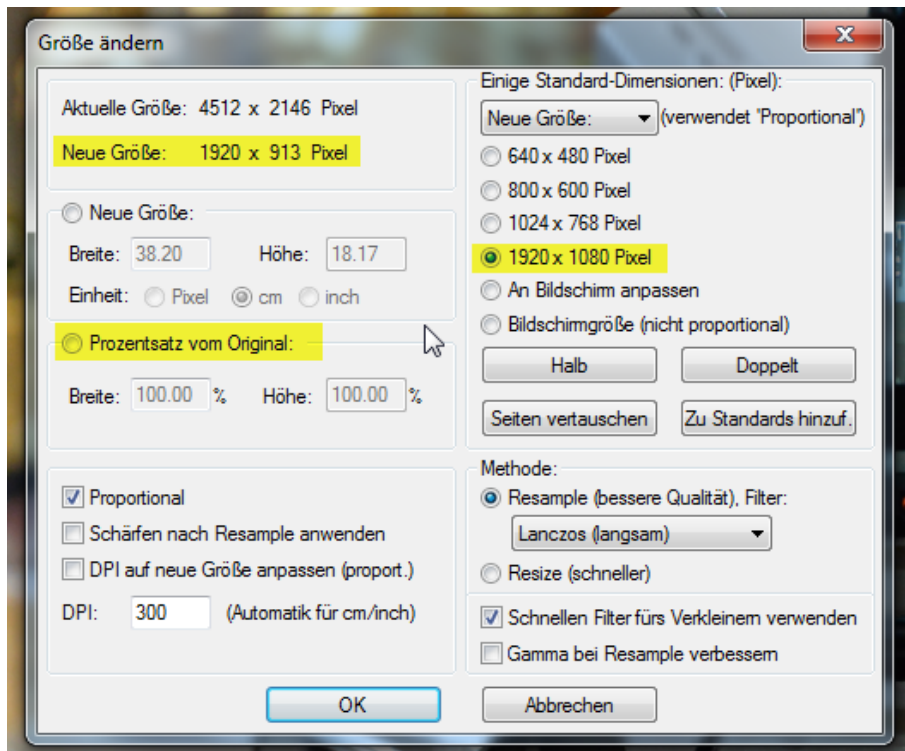 Größe ändern
Aktuelle Größe: 4512 x 2146 Pixel
Neue Größe: 1920 x 913 Pixel
Neue Größe:
Breite: 38.20 Höhe: 18.17
Einheit: Pixel cm inch
Prozentsatz vom Original:
Breite: 100.00 % Höhe: 100.00 %
Proportional
Schärfen nach Resample anwenden
DPI auf neue Größe anpassen (proport.)
DPI: 300 (Automatik für cm/inch)
Einige Standard-Dimensionen: (Pixel):
Neue Größe: (verwendet "Proportional")
640 x 480 Pixel
800 x 600 Pixel
1024 x 768 Pixel
1920 x 1080 Pixel
An Bildschirm anpassen
Bildschirmgröße (nicht proportional)
Halb Doppelt
Seiten vertauschen Zu Standards hinzuf.
Methode:
Resample (bessere Qualität), Filter:
Lanczos (langsam)
Resize (schneller)
Schnellen Filter fürs Verkleinern verwenden
Gamma bei Resample verbessern
OK Abbrechen